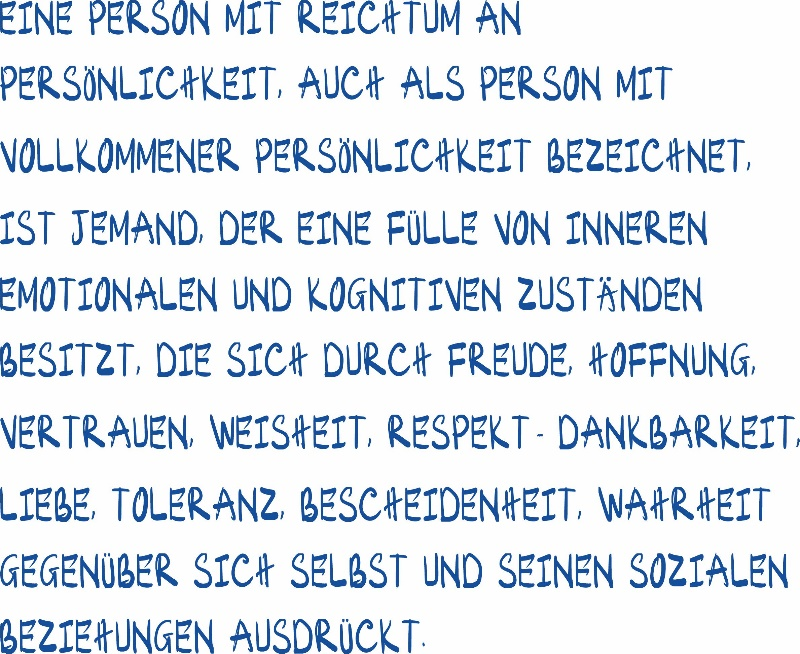 EINE PERSON MIT REICHTUM AN
PERSÖNLICHKEIT, AUCH ALS PERSON MIT
VOLLKOMMENER PERSÖNLICHKEIT BEZEICHNET,
IST JEMAND, DER EINE FÜLLE VON INNEREN
EMOTIONALEN UND KOGNITIVEN ZUSTÄNDEN
BESITZT, DIE SICH DURCH FREUDE, HOFFNUNG,
VERTRAUEN, WEISHEIT, RESPEKT - DANKBARKEIT,
LIEBE, TOLERANZ, BESCHEIDENHEIT, WAHRHEIT
GEGENÜBER SICH SELBST UND SEINEN SOZIALEN
BEZIEHUNGEN AUSDRÜCKT.